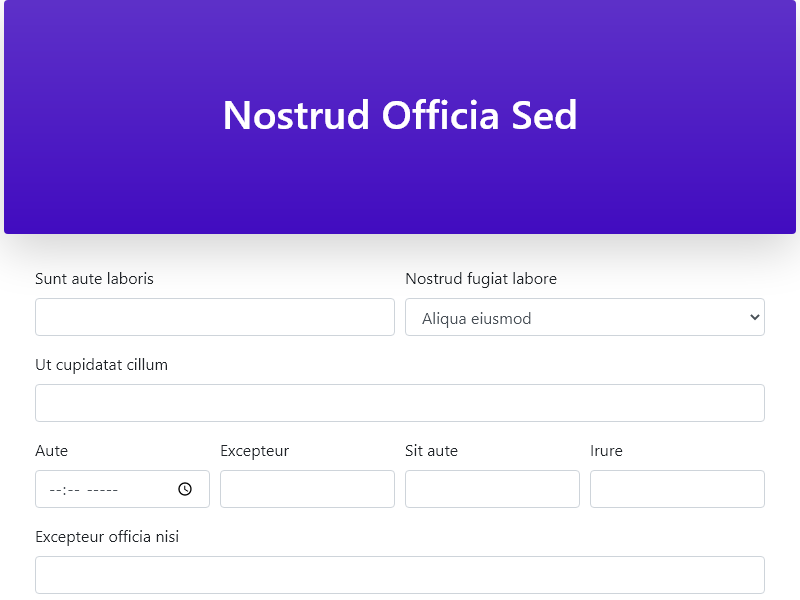 Nostrud Officia Sed
Sunt aute laboris
Nostrud fugiat labore
Aliqua eiusmod
Ut cupidatat cillum
Aute
Excepteur
Sit aute
Irure
--:-- -----
Excepteur officia nisi